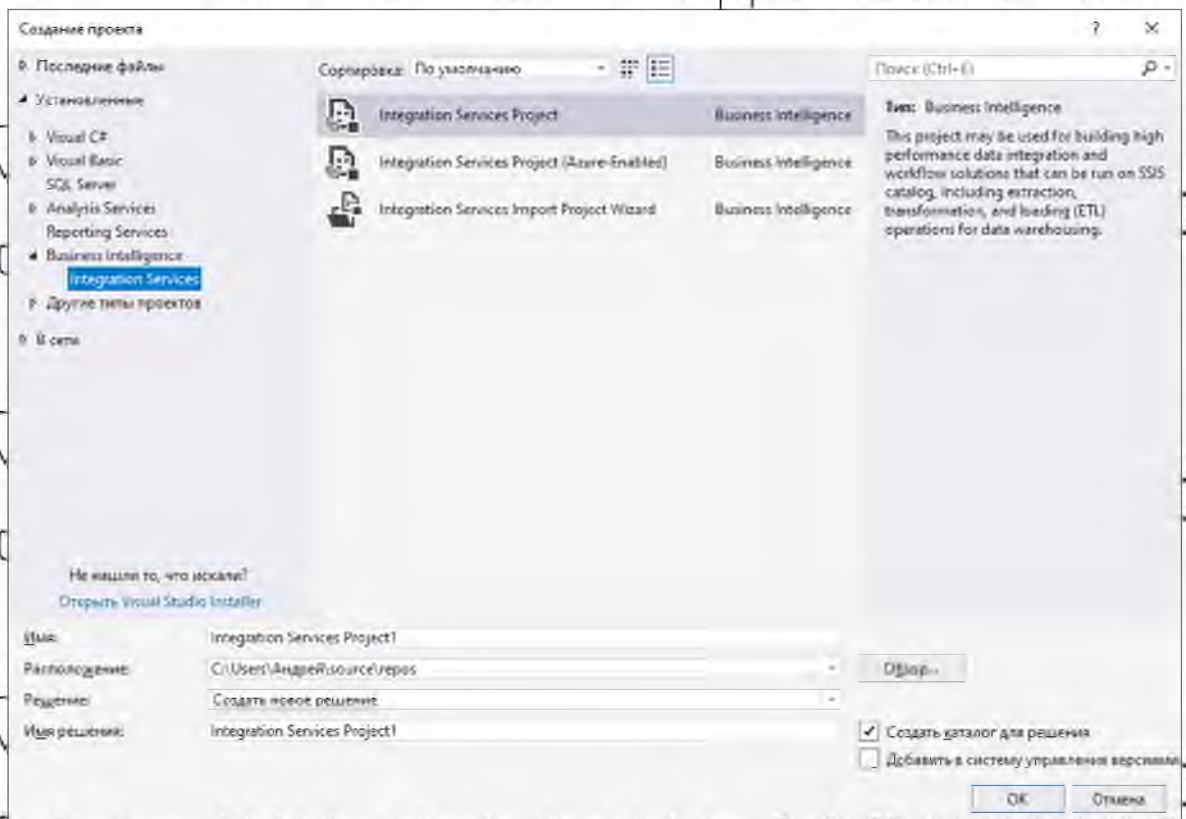 Создание проекта
? ×
Последние файлы
Установленные
Visual C#
Visual Basic
SQL Server
Analysis Services
Reporting Services
Business Intelligence
Integration Services
Другие типы проектов
В сети
Не нашли то, что искали?
Открыть Visual Studio Installer
Сортировка: По умолчанию
Integration Services Project Business Intelligence
Integration Services Project (Azure-Enabled) Business Intelligence
Integration Services Import Project Wizard Business Intelligence
Поиск (Ctrl+E)
Тип: Business Intelligence
This project may be used for building high
performance data integration and
workflow solutions that can be run on SSIS
catalog, including extraction,
transformation, and loading (ETL)
operations for data warehousing.
Имя: Integration Services Project1
Расположение: C:\Users\Андрей\source\repos
Обзор...
Решение: Создать новое решение
Имя решения: Integration Services Project1
Создать каталог для решения
Добавить в систему управления версиями
OK Отмена